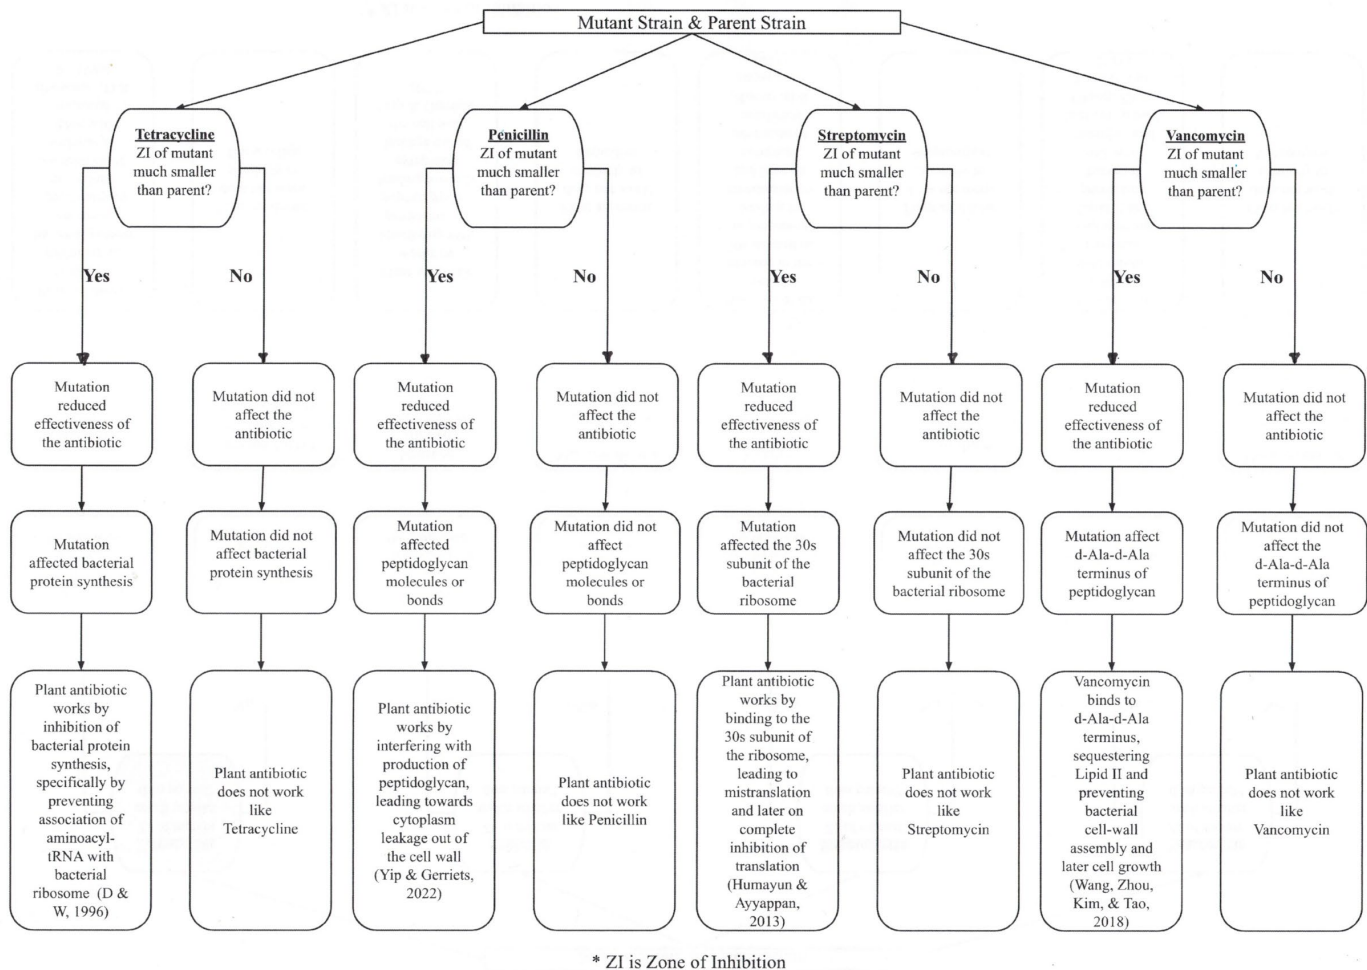 Mutant Strain & Parent Strain
Tetracycline
ZI of mutant
much smaller
than parent?
Penicillin
ZI of mutant
much smaller
than parent?
Streptomycin
ZI of mutant
much smaller
than parent?
Vancomycin
ZI of mutant
much smaller
than parent?
Yes
No
Yes
No
Yes
No
Yes
No
Mutation
reduced
effectiveness of
the antibiotic
Mutation did not
affect the
antibiotic
Mutation
reduced
effectiveness of
the antibiotic
Mutation did not
affect the
antibiotic
Mutation
reduced
effectiveness of
the antibiotic
Mutation did not
affect the
antibiotic
Mutation
reduced
effectiveness of
the antibiotic
Mutation did not
affect the
antibiotic
Mutation
affected bacterial
protein synthesis
Mutation did not
affect bacterial
protein synthesis
Mutation
affected
peptidoglycan
molecules or
bonds
Mutation did not
affect
peptidoglycan
molecules or
bonds
Mutation
affected the 30s
subunit of the
bacterial
ribosome
Mutation did not
affect the 30s
subunit of the
bacterial ribosome
Mutation affect
d-Ala-d-Ala
terminus of
peptidoglycan
Mutation did not
affect the
d-Ala-d-Ala
terminus of
peptidoglycan
Plant antibiotic
works by
inhibition of
bacterial protein
synthesis,
specifically by
preventing
association of
aminoacyl-
tRNA with
bacterial
ribosome (D &
W, 1996)
Plant antibiotic
does not work
like
Tetracycline
Plant antibiotic
works by
interfering with
production of
peptidoglycan,
leading towards
cytoplasm
leakage out of
the cell wall
(Yip & Gerriets,
2022)
Plant antibiotic
does not work
like Penicillin
Plant antibiotic
works by
binding to the
30s subunit of
the ribosome,
leading to
mistranslation
and later on
complete
inhibition of
translation
(Humayun &
Ayyappan,
2013)
Plant antibiotic
does not work
like
Streptomycin
Vancomycin
binds to
d-Ala-d-Ala
terminus,
sequestering
Lipid II and
preventing
bacterial
cell-wall
assembly and
later cell growth
(Wang, Zhou,
Kim, & Tao,
2018)
Plant antibiotic
does not work
like
Vancomycin
* ZI is Zone of Inhibition